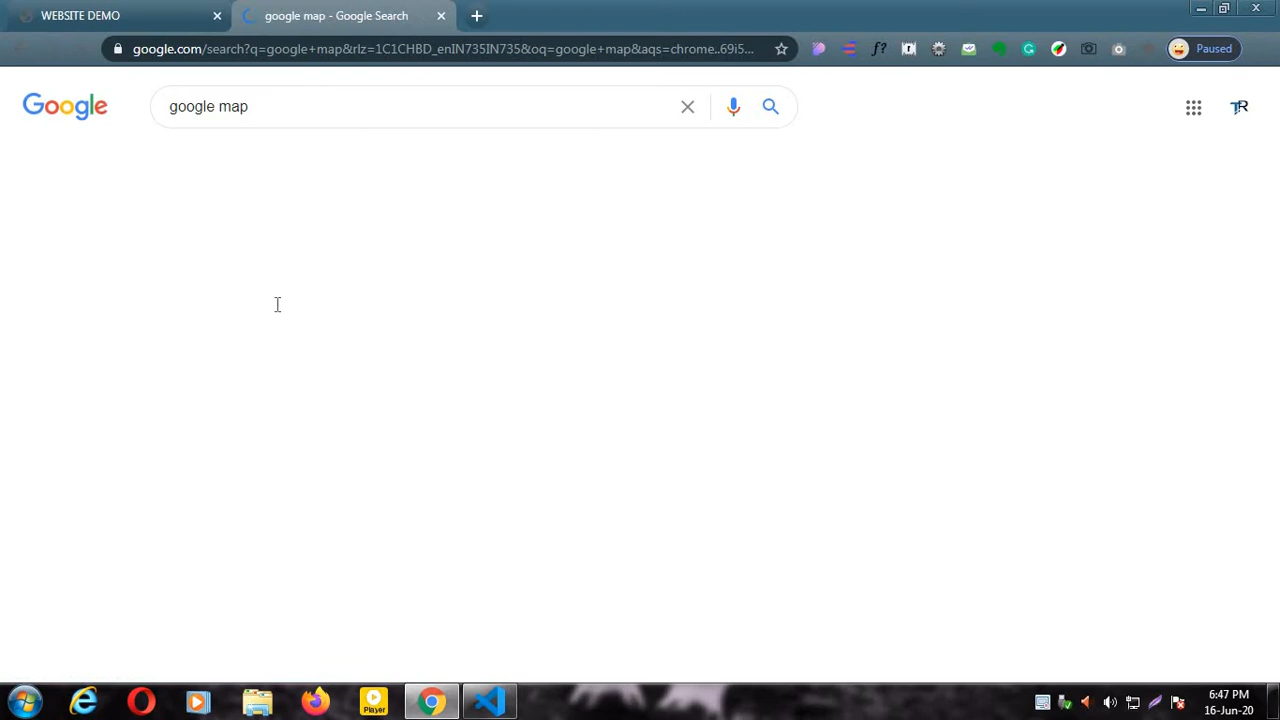 WEBSITE DEMO
google map - Google Search
google.com/search?q=google+map&rlz=1C1CHBD_enIN735IN735&oq=google+map&aqs=chrome..69i5...
f?
Paused
Google
google map
Player
6:47 PM
16-Jun-20